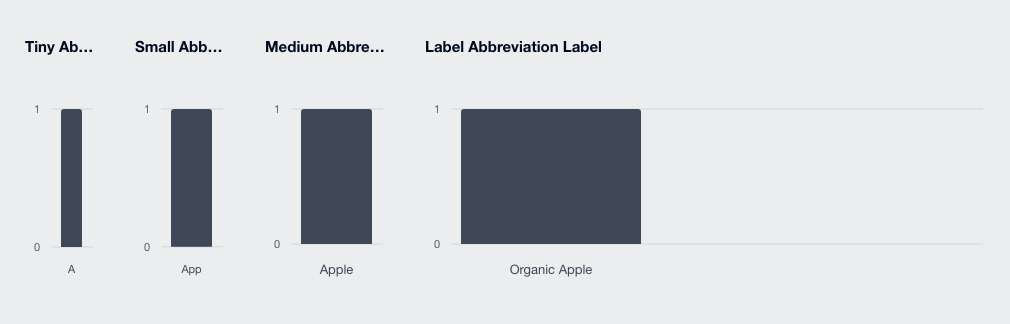 Tiny Ab...
Small Abb...
Medium Abbre...
Label Abbreviation Label
1
1
1
1
0
0
0
0
A
App
Apple
Organic Apple